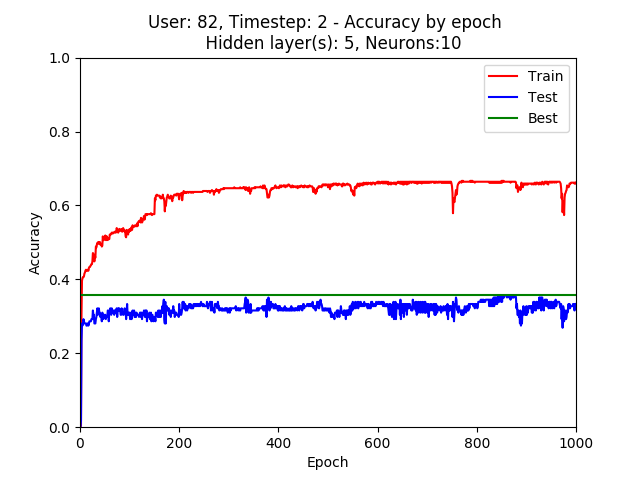 User: 82, Timestep: 2 - Accuracy by epoch
Hidden layer(s): 5, Neurons:10
1.0
0.8
0.6
0.4
0.2
0.0
Accuracy
Train
Test
Best
0 200 400 600 800 1000
Epoch